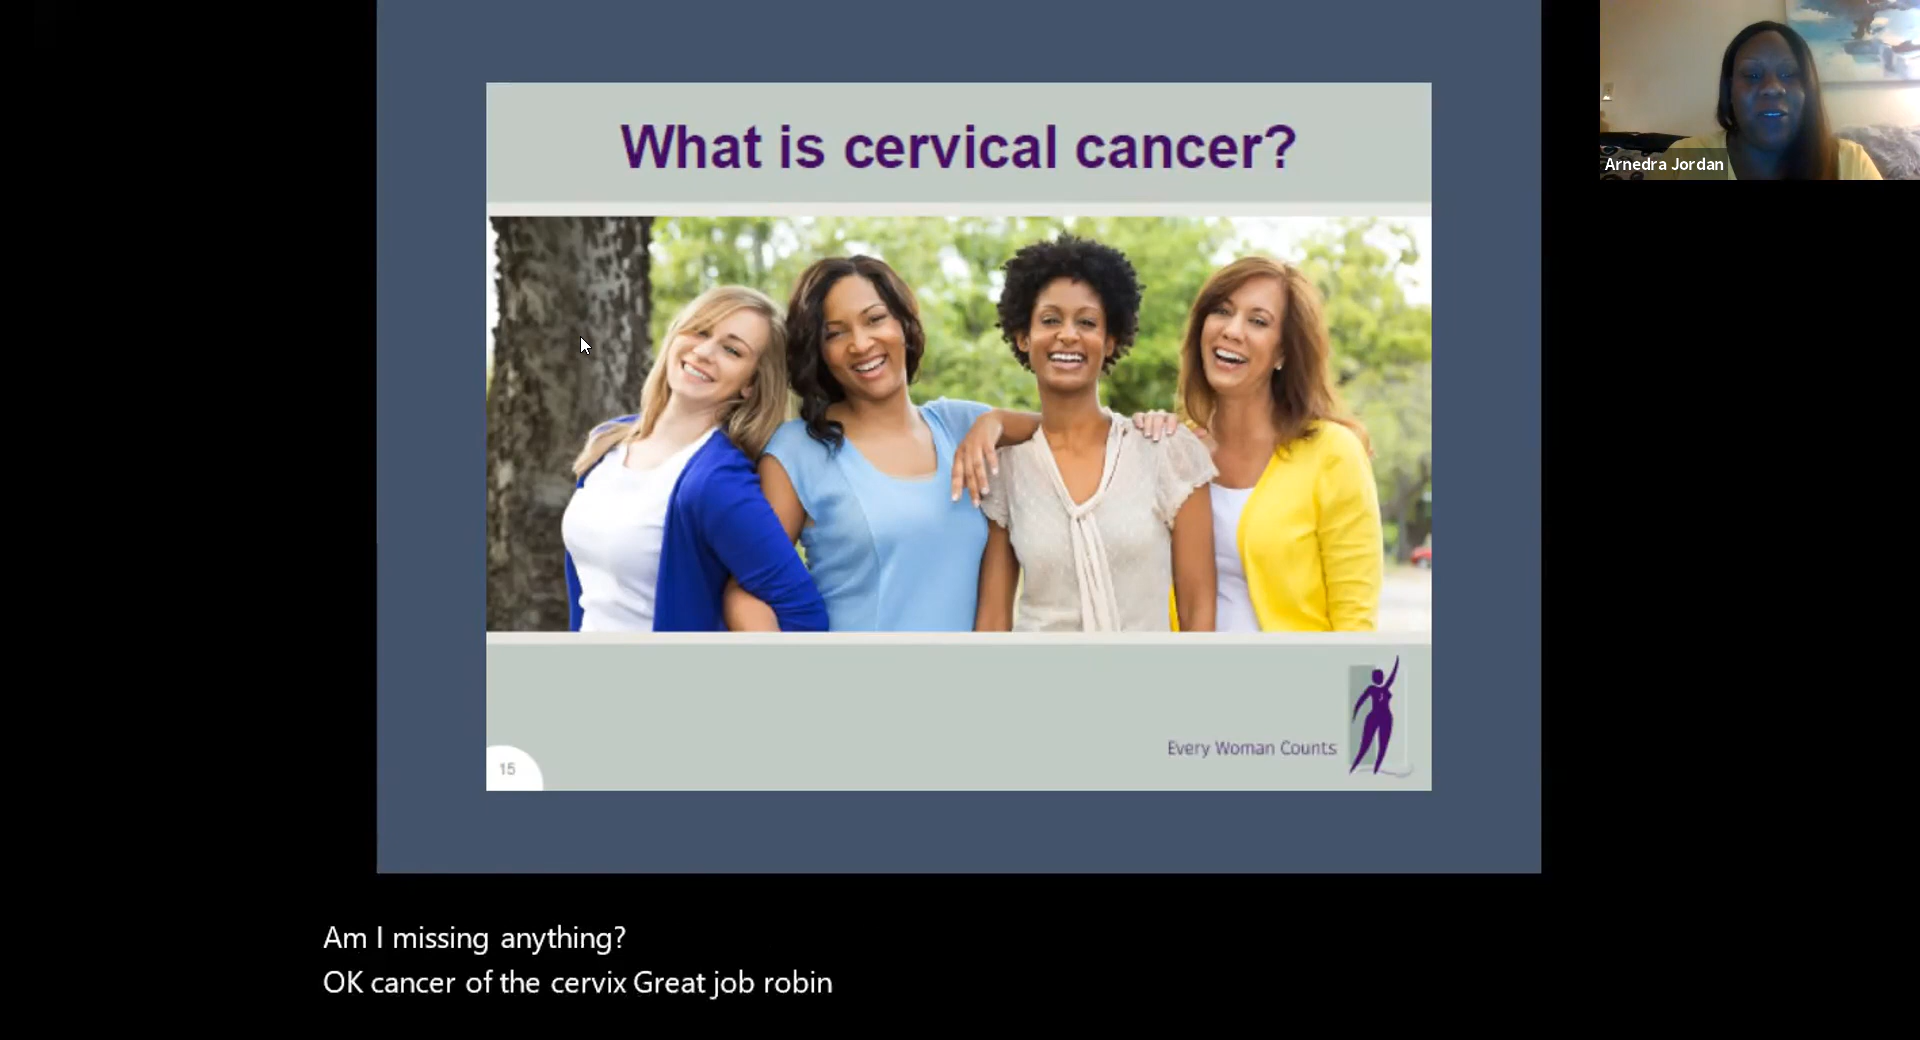 What is cervical cancer?
Arnedra Jordan
Every Woman Counts
15
Am I missing anything?
OK cancer of the cervix Great job robin